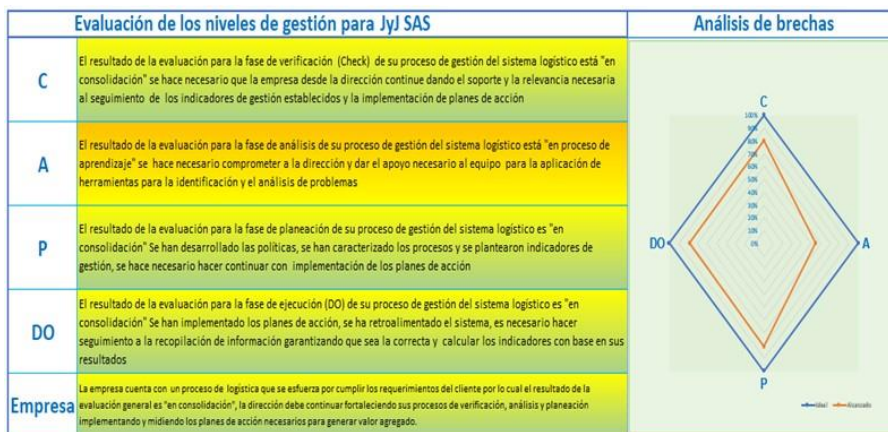 Evaluación de los niveles de gestión para JyJ SAS
Análisis de brechas
C
El resultado de la evaluación para la fase de verificación (Check) de su proceso de gestión del sistema logístico está "en
consolidación" se hace necesario que la empresa desde la dirección continue dando el soporte y la relevancia necesaria
al seguimiento de los indicadores de gestión establecidos y la implementación de planes de acción
A
El resultado de la evaluación para la fase de análisis de su proceso de gestión del sistema logístico está "en proceso de
aprendizaje" se hace necesario comprometer a la dirección y dar el apoyo necesario al equipo para la aplicación de
herramientas para la identificación y el análisis de problemas
P
El resultado de la evaluación para la fase de planeación de su proceso de gestión del sistema logístico es "en
consolidación" Se han desarrollado las políticas, se han caracterizado los procesos y se plantearon indicadores de
gestión, se hace necesario hacer continuar con implementación de los planes de acción
DO
El resultado de la evaluación para la fase de ejecución (DO) de su proceso de gestión del sistema logístico es "en
consolidación" Se han implementado los planes de acción, se ha retroalimentado el sistema, es necesario hacer
seguimiento a la recopilación de información garantizando que sea la correcta y calcular los indicadores con base en sus
resultados
Empresa
La empresa cuenta con un proceso de logística que se esfuerza por cumplir los requerimientos del cliente por lo cual el resultado de la
evaluación general es "en consolidación", la dirección debe continuar fortaleciendo sus procesos de verificación, análisis y planeación
implementando y midiendo los planes de acción necesarios para generar valor agregado.
C
100%
90%
80%
70%
60%
50%
40%
30%
20%
10%
0%
DO
A
P
Ideal
Alcanzado